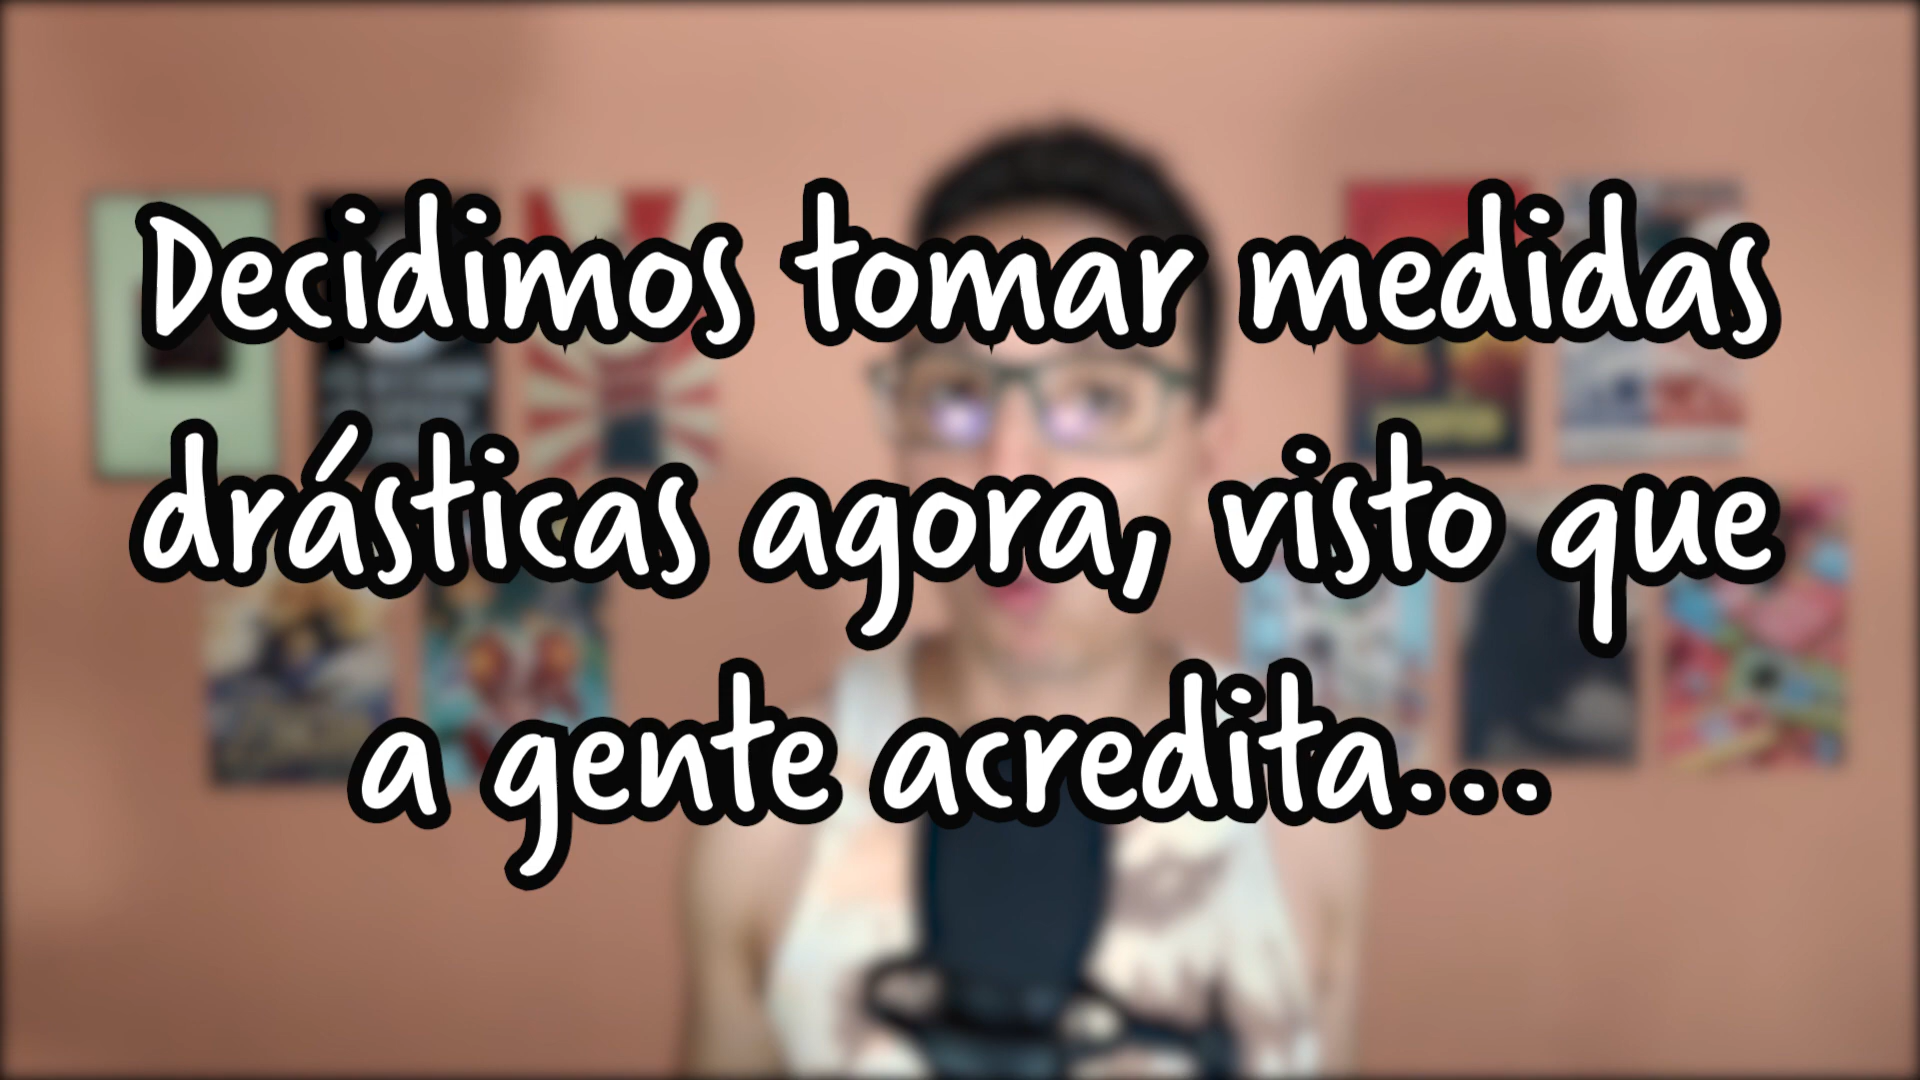 Decidimos tomar medidas
drásticas agora, visto que
a gente acredita...